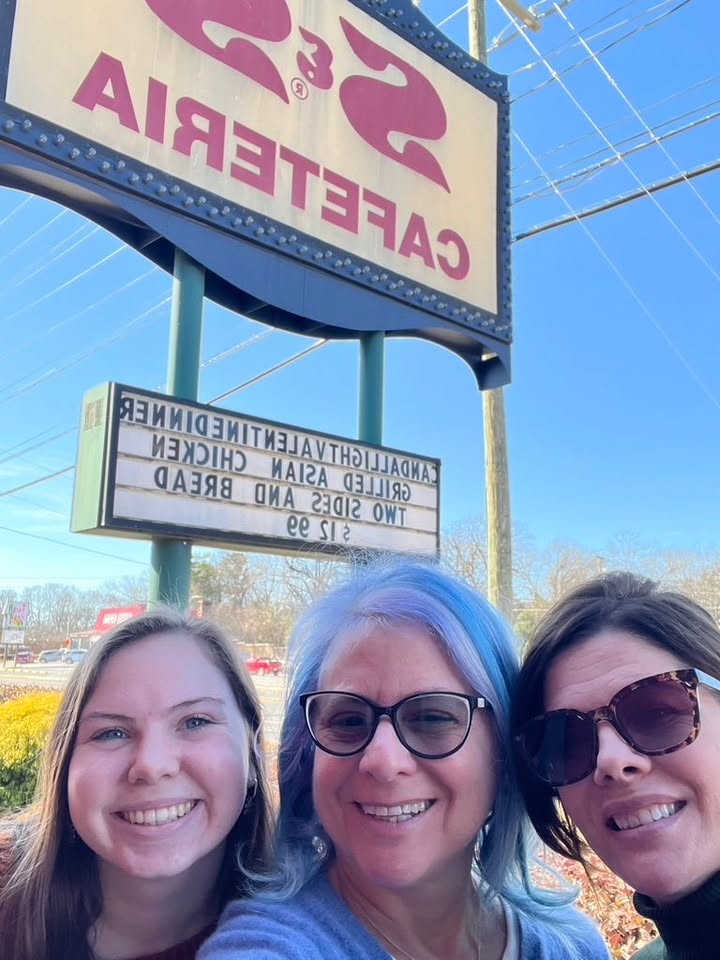 S&S®
CAFETERIA
CANDALLIGHTVALENTINEDINNER
GRILLED ASIAN CHICKEN
TWO SIDES AND BREAD
$ 12 99